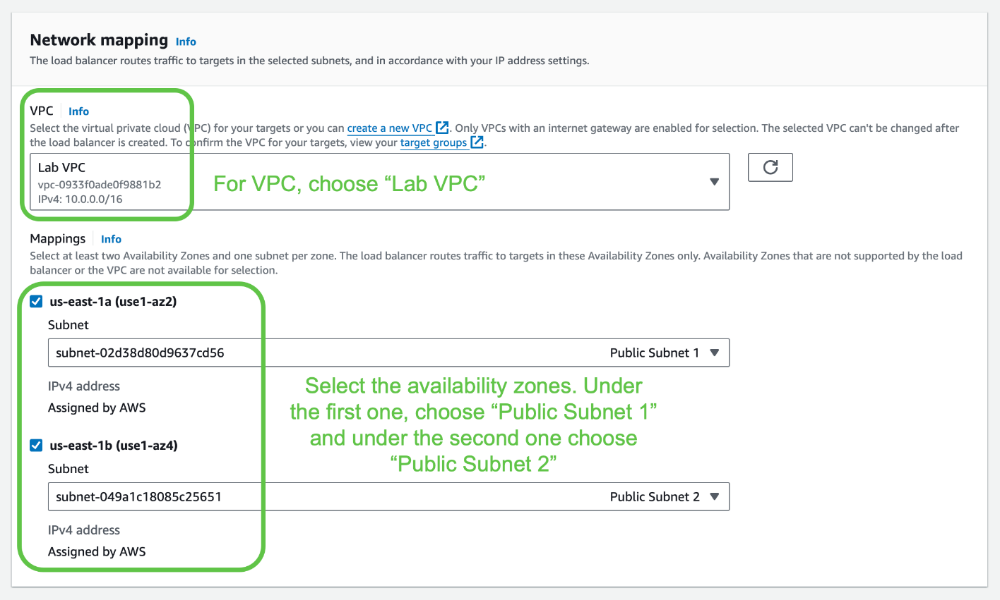 Network mapping Info
The load balancer routes traffic to targets in the selected subnets, and in accordance with your IP address settings.
VPC Info
Select the virtual private cloud (VPC) for your targets or you can create a new VPC. Only VPCs with an internet gateway are enabled for selection. The selected VPC can't be changed after
the load balancer is created. To confirm the VPC for your targets, view your target groups.
Lab VPC
vpc-0933f0ade0f9881b2
IPv4: 10.0.0.0/16
For VPC, choose “Lab VPC”
Mappings Info
Select at least two Availability Zones and one subnet per zone. The load balancer routes traffic to targets in these Availability Zones only. Availability Zones that are not supported by the load
balancer or the VPC are not available for selection.
us-east-1a (use1-az2)
Subnet
subnet-02d38d80d9637cd56 Public Subnet 1
IPv4 address
Assigned by AWS
Select the availability zones. Under
the first one, choose “Public Subnet 1”
and under the second one choose
“Public Subnet 2”
us-east-1b (use1-az4)
Subnet
subnet-049a1c18085c25651 Public Subnet 2
IPv4 address
Assigned by AWS